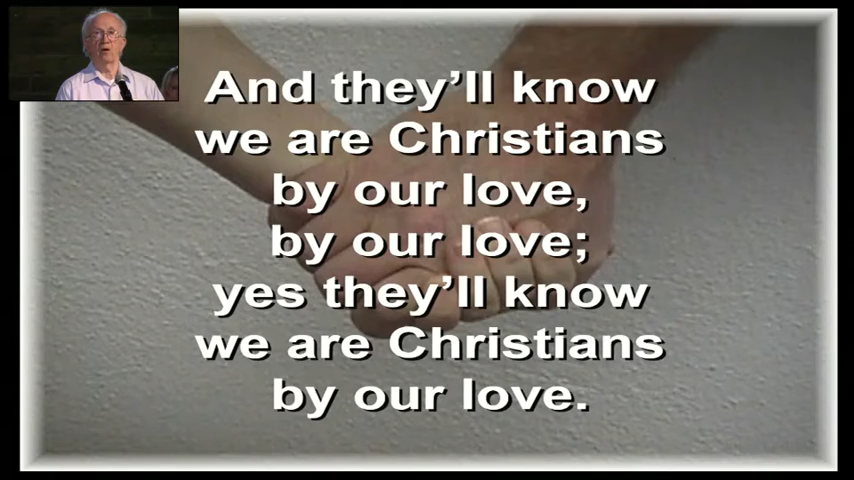 And they’ll know
we are Christians
by our love,
by our love;
yes they’ll know
we are Christians
by our love.